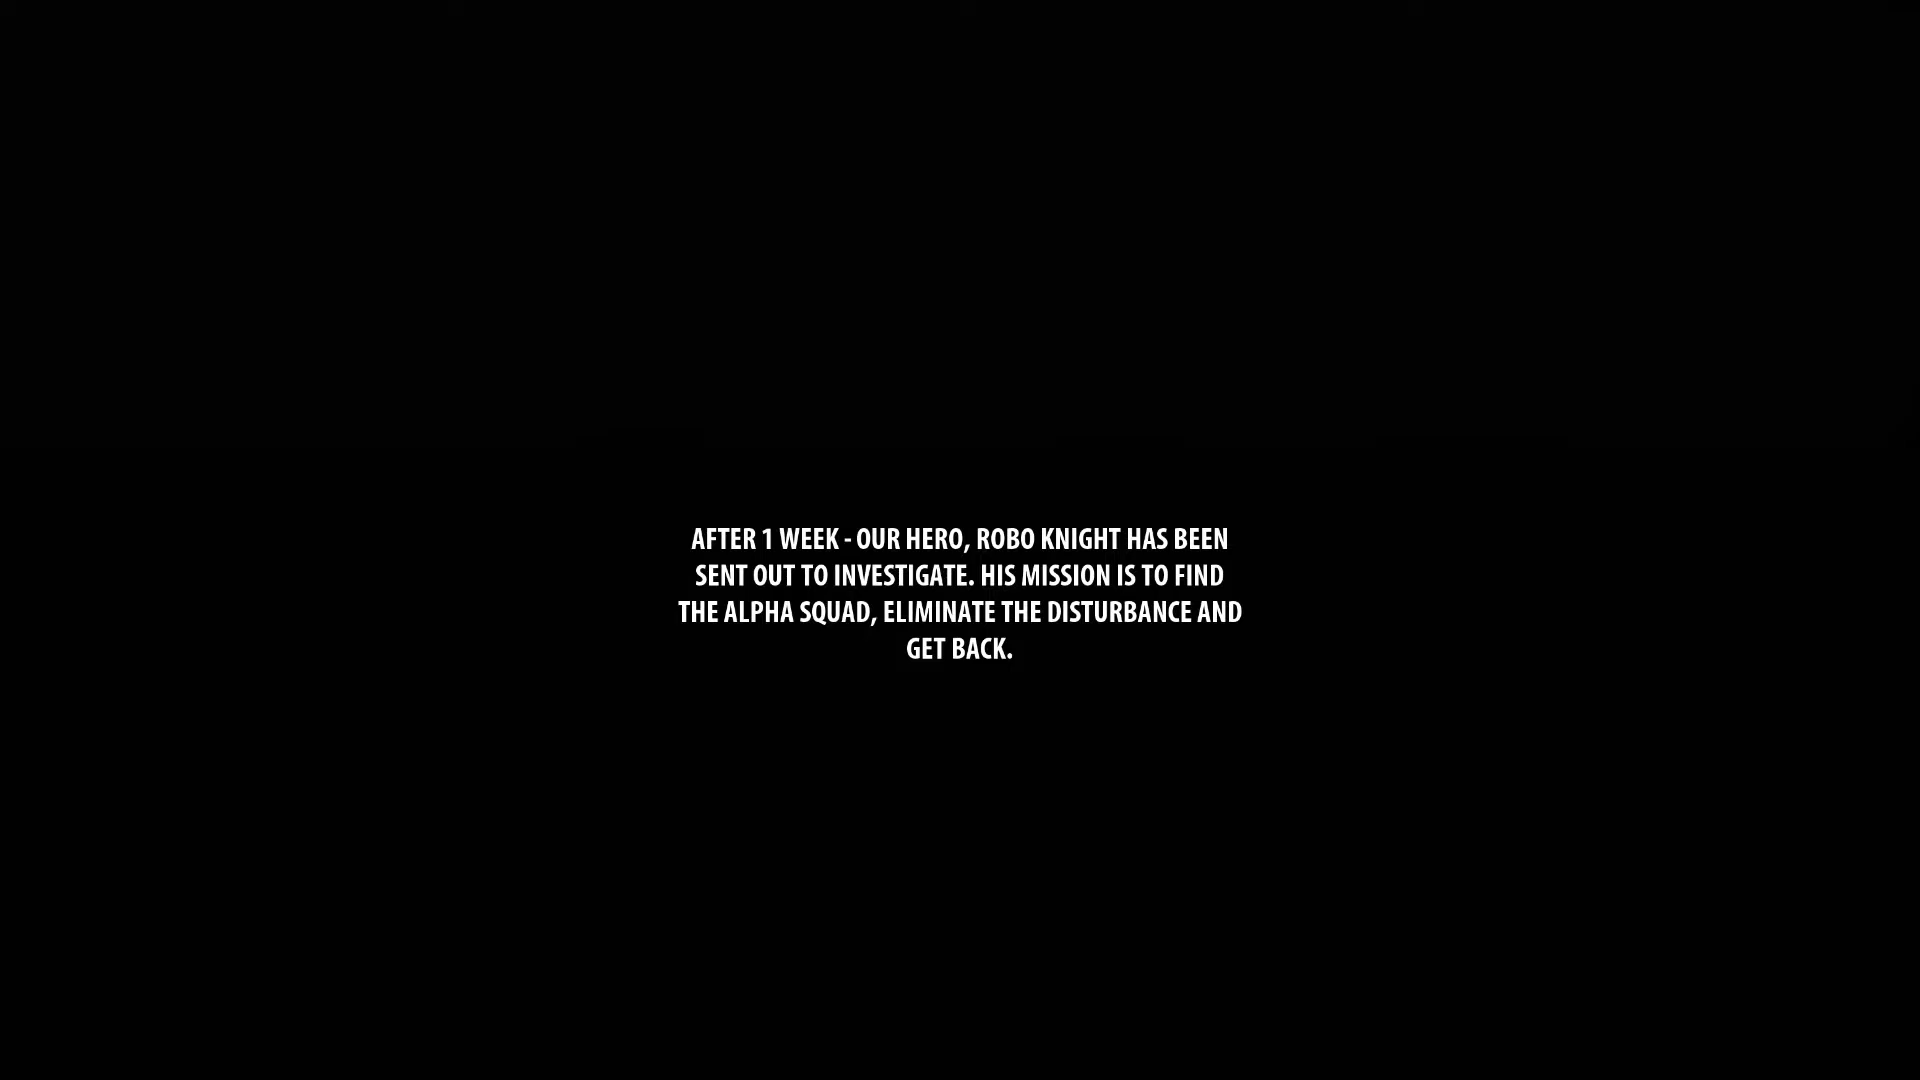 AFTER 1 WEEK - OUR HERO, ROBO KNIGHT HAS BEEN
SENT OUT TO INVESTIGATE. HIS MISSION IS TO FIND
THE ALPHA SQUAD, ELIMINATE THE DISTURBANCE AND
GET BACK.